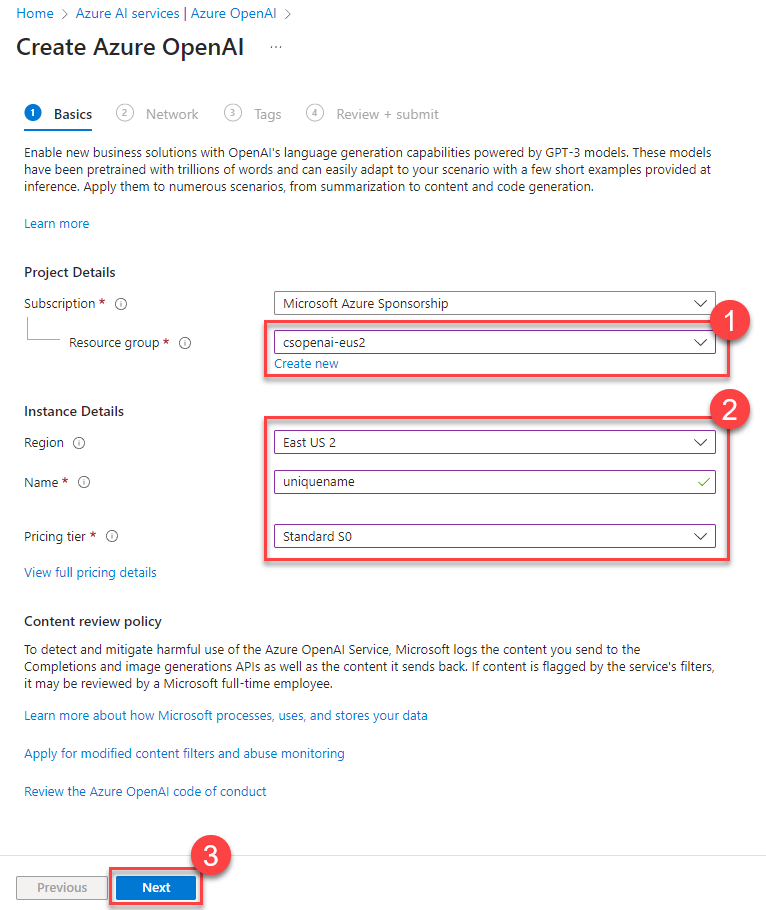 Home > Azure AI services | Azure OpenAI >
Create Azure OpenAI ...
1 Basics 2 Network 3 Tags 4 Review + submit
Enable new business solutions with OpenAI's language generation capabilities powered by GPT-3 models. These models
have been pretrained with trillions of words and can easily adapt to your scenario with a few short examples provided at
inference. Apply them to numerous scenarios, from summarization to content and code generation.
Learn more
Project Details
Subscription * Microsoft Azure Sponsorship
1
Resource group * csopenai-eus2
Create new
Instance Details
2
Region East US 2
Name * uniquename
Pricing tier * Standard S0
View full pricing details
Content review policy
To detect and mitigate harmful use of the Azure OpenAI Service, Microsoft logs the content you send to the
Completions and image generations APIs as well as the content it sends back. If content is flagged by the service's filters,
it may be reviewed by a Microsoft full-time employee.
Learn more about how Microsoft processes, uses, and stores your data
Apply for modified content filters and abuse monitoring
Review the Azure OpenAI code of conduct
3
Previous Next